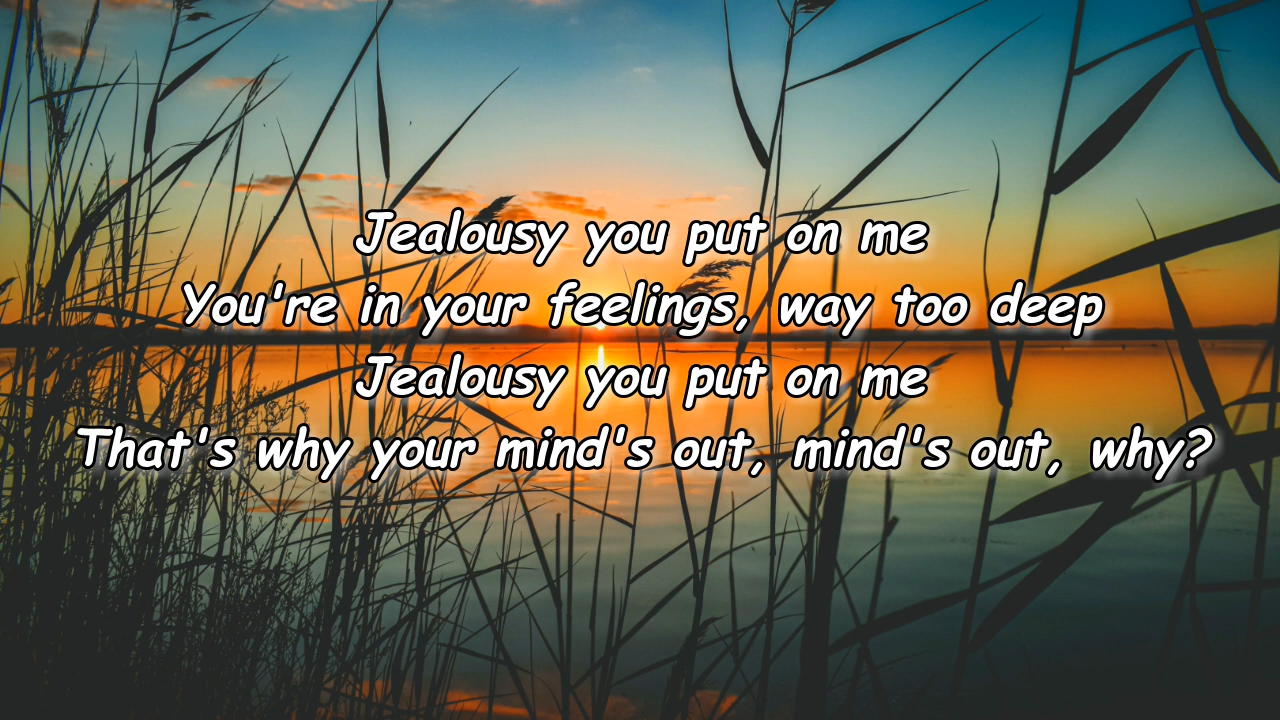 Jealousy you put on me
You're in your feelings, way too deep
Jealousy you put on me
That's why your mind's out, mind's out, why?